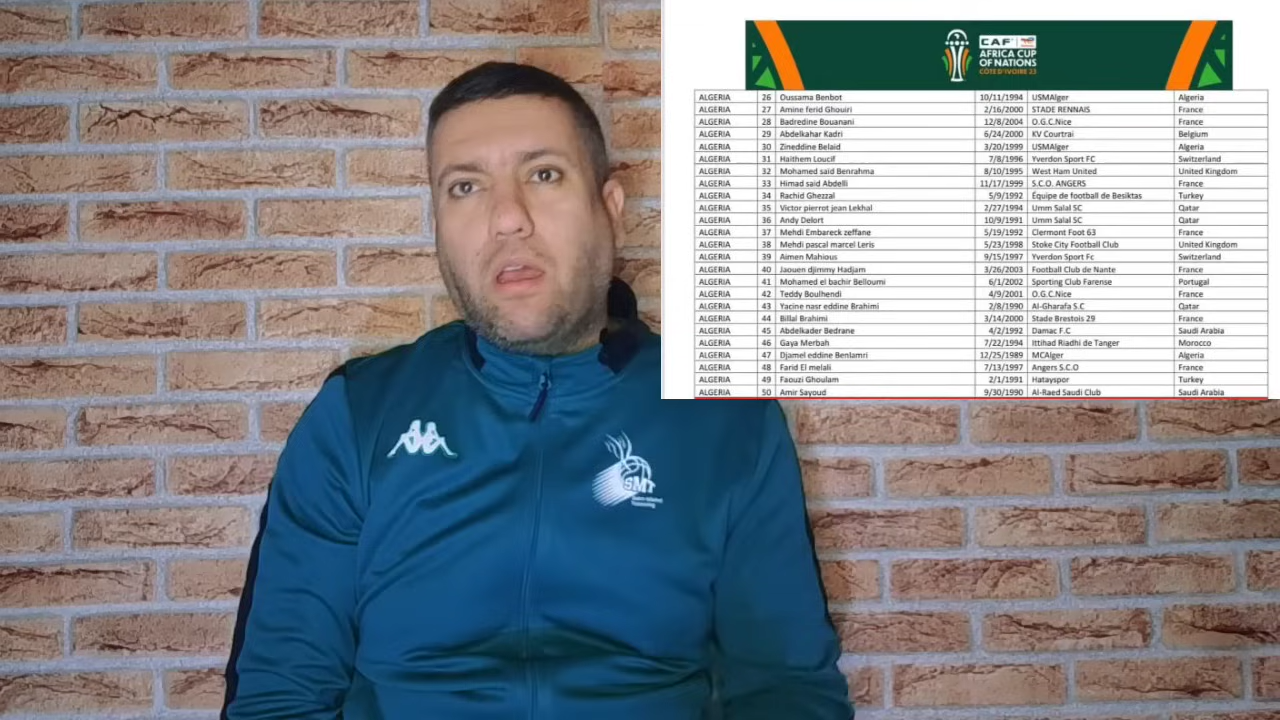 CAF
AFRICA CUP
OF NATIONS
CÔTE D'IVOIRE 23
ALGERIA 26 Oussama Benbot 10/11/1994 USMAlger Algeria
ALGERIA 27 Amine ferid Ghouiri 2/16/2000 STADE RENNAIS France
ALGERIA 28 Badredine Bouanani 12/8/2004 O.G.C.Nice France
ALGERIA 29 Abdelkahar Kadri 6/24/2000 KV Courtrai Belgium
ALGERIA 30 Zineddine Belaid 3/20/1999 USMAlger Algeria
ALGERIA 31 Haithem Loucif 7/8/1996 Yverdon Sport FC Switzerland
ALGERIA 32 Mohamed said Benrahma 8/10/1995 West Ham United United Kingdom
ALGERIA 33 Himad said Abdelli 11/17/1999 S.C.O. ANGERS France
ALGERIA 34 Rachid Ghezzal 5/9/1992 Équipe de football de Besiktas Turkey
ALGERIA 35 Victor pierrot jean Lekhal 2/27/1994 Umm Salal SC Qatar
ALGERIA 36 Andy Delort 10/9/1991 Umm Salal SC Qatar
ALGERIA 37 Mehdi Embareck zeffane 5/19/1992 Clermont Foot 63 France
ALGERIA 38 Mehdi pascal marcel Leris 5/23/1998 Stoke City Football Club United Kingdom
ALGERIA 39 Aimen Mahious 9/15/1997 Yverdon Sport Fc Switzerland
ALGERIA 40 Jaouen djimmy Hadjam 3/26/2003 Football Club de Nante France
ALGERIA 41 Mohamed el bachir Belloumi 6/1/2002 Sporting Club Farense Portugal
ALGERIA 42 Teddy Boulhendi 4/9/2001 O.G.C.Nice France
ALGERIA 43 Yacine nasr eddine Brahimi 2/8/1990 Al-Gharafa S.C Qatar
ALGERIA 44 Billal Brahimi 3/14/2000 Stade Brestois 29 France
ALGERIA 45 Abdelkader Bedrane 4/2/1992 Damac F.C Saudi Arabia
ALGERIA 46 Gaya Merbah 7/22/1994 Ittihad Riadhi de Tanger Morocco
ALGERIA 47 Djamel eddine Benlamri 12/25/1989 MCAlger Algeria
ALGERIA 48 Farid El melali 7/13/1997 Angers S.C.O France
ALGERIA 49 Faouzi Ghoulam 2/1/1991 Hatayspor Turkey
ALGERIA 50 Amir Sayoud 9/30/1990 Al-Raed Saudi Club Saudi Arabia
SMT